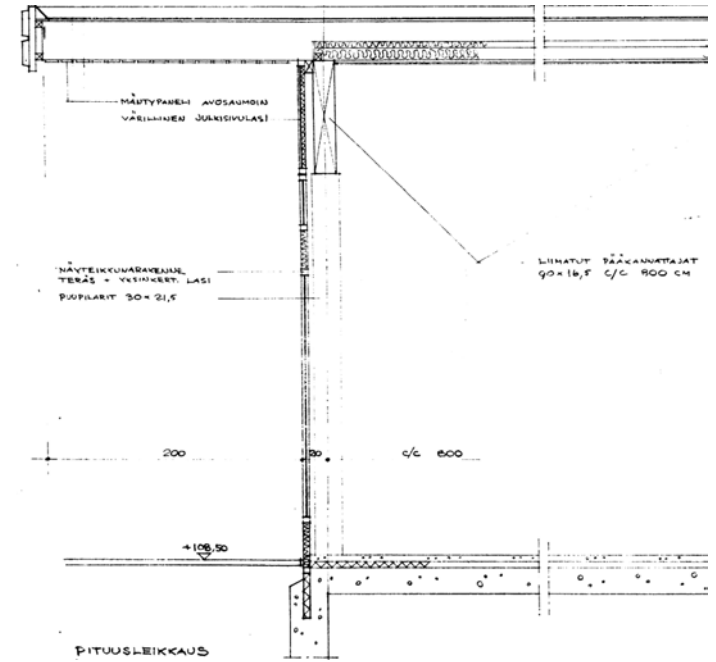 MÄNTYPANELI AVOSAUMOIN
VÄRILLINEN JULKISIVULASI
NÄYTEIKKUNARAKENNE
TERÄS + YKSINKERT. LASI
PUUPILARIT 30 × 21,5
LIIMATUT PÄÄKANNATTAJAT
90 × 16,5 C/C 800 CM
200
20
C/C 800
+108,50
PITUUSLEIKKAUS